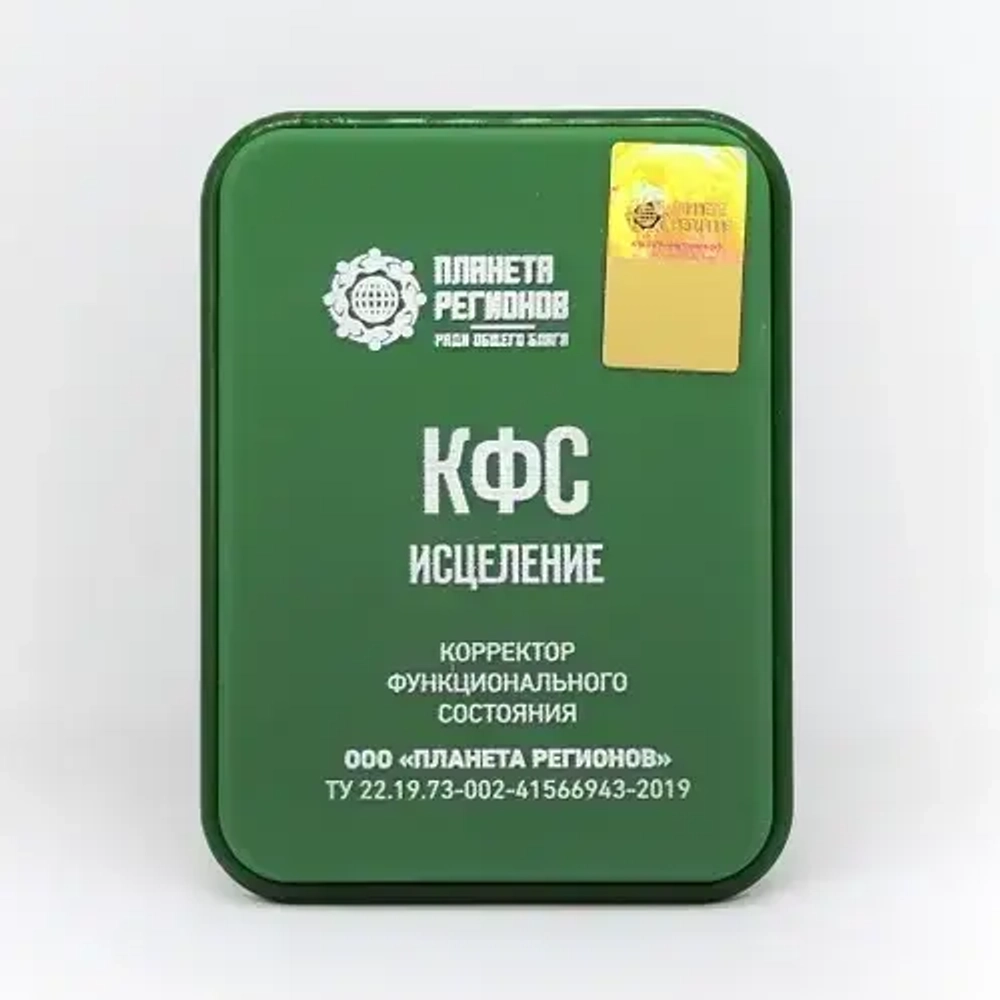 ПЛАНЕТА
РЕГИОНОВ
РАДИ ОБЩЕГО БЛАГА
КФС
ИСЦЕЛЕНИЕ
КОРРЕКТОР
ФУНКЦИОНАЛЬНОГО
СОСТОЯНИЯ
ООО «ПЛАНЕТА РЕГИОНОВ»
ТУ 22.19.73-002-41566943-2019